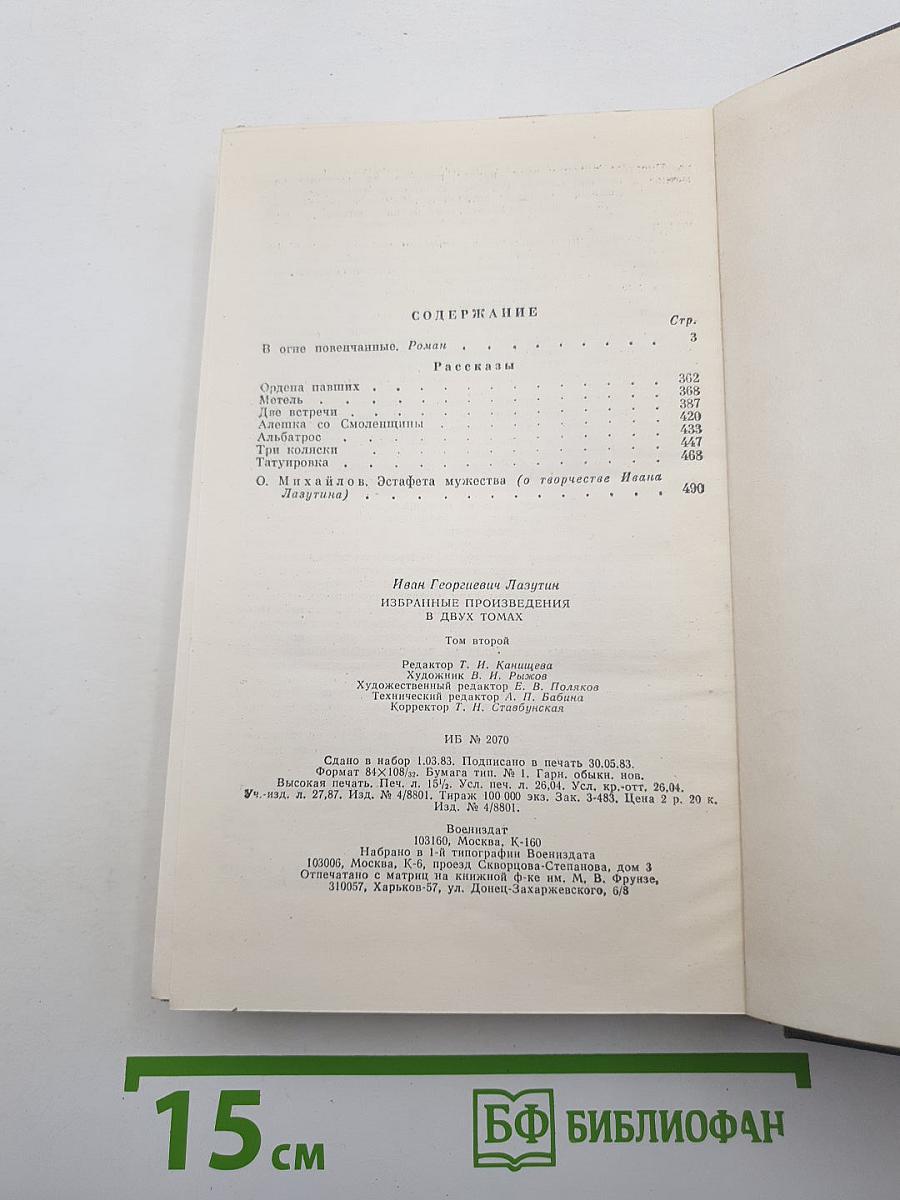 СОДЕРЖАНИЕ
Стр.
В огне повенчанные. Роман . . . . . . . . . 3
Рассказы
Ордена павших . . . . . . . . . . . . 362
Метель . . . . . . . . . . . . . . 368
Две встречи . . . . . . . . . . . . . 387
Алешка со Смоленщины . . . . . . . . . . 420
Альбатрос . . . . . . . . . . . . . 433
Три коляски . . . . . . . . . . . . 447
Татуировка . . . . . . . . . . . . . 468
О. Михайлов. Эстафета мужества (о творчестве Ивана
Лазутина) . . . . . . . . . . . . 490
Иван Георгиевич Лазутин
ИЗБРАННЫЕ ПРОИЗВЕДЕНИЯ
В ДВУХ ТОМАХ
Том второй
Редактор Т. И. Канищева
Художник В. И. Рыжов
Художественный редактор Е. В. Поляков
Технический редактор А. П. Бабина
Корректор Т. Н. Ставбунская
ИБ № 2070
Сдано в набор 1.03.83. Подписано в печать 30.05.83.
Формат 84×108/32. Бумага тип. № 1. Гарн. обыкн. нов.
Высокая печать. Печ. л. 15½. Усл. печ. л. 26,04. Усл. кр.-отт. 26,04.
Уч.-изд. л. 27,87. Изд. № 4/8801. Тираж 100 000 экз. Зак. 3-483. Цена 2 р. 20 к.
Изд. № 4/8801.
Воениздат
103160, Москва, К-160
Набрано в 1-й типографии Воениздата
103006, Москва, К-6, проезд Скворцова-Степанова, дом 3
Отпечатано с матриц на книжной ф-ке им. М. В. Фрунзе,
310057, Харьков-57, ул. Донец-Захаржевского, 6/8
15 см
БФ БИБЛИОФАН